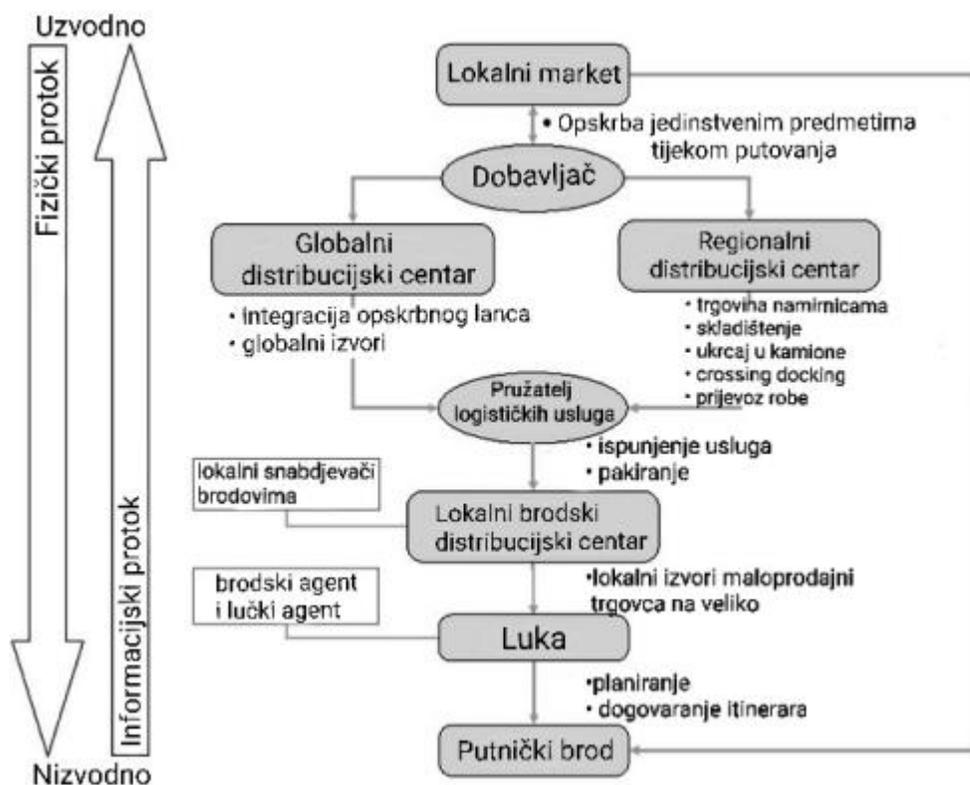 Uzvodno
Fizički protok
Informacijski protok
Nizvodno
Lokalni market
• Opskrba jedinstvenim predmetima
tijekom putovanja
Dobavljač
Globalni
distribucijski centar
• integracija opskrbnog lanca
• globalni izvori
Regionalni
distribucijski centar
• trgovina namirnicama
• skladištenje
• ukrcaj u kamione
• crossing docking
• prijevoz robe
Pružatelj
logističkih usluga
• ispunjenje usluga
• pakiranje
lokalni snabdjevači
brodovima
Lokalni brodski
distribucijski centar
•lokalni izvori maloprodajni
trgovca na veliko
brodski agent
i lučki agent
Luka
•planiranje
• dogovaranje itinerara
Putnički brod